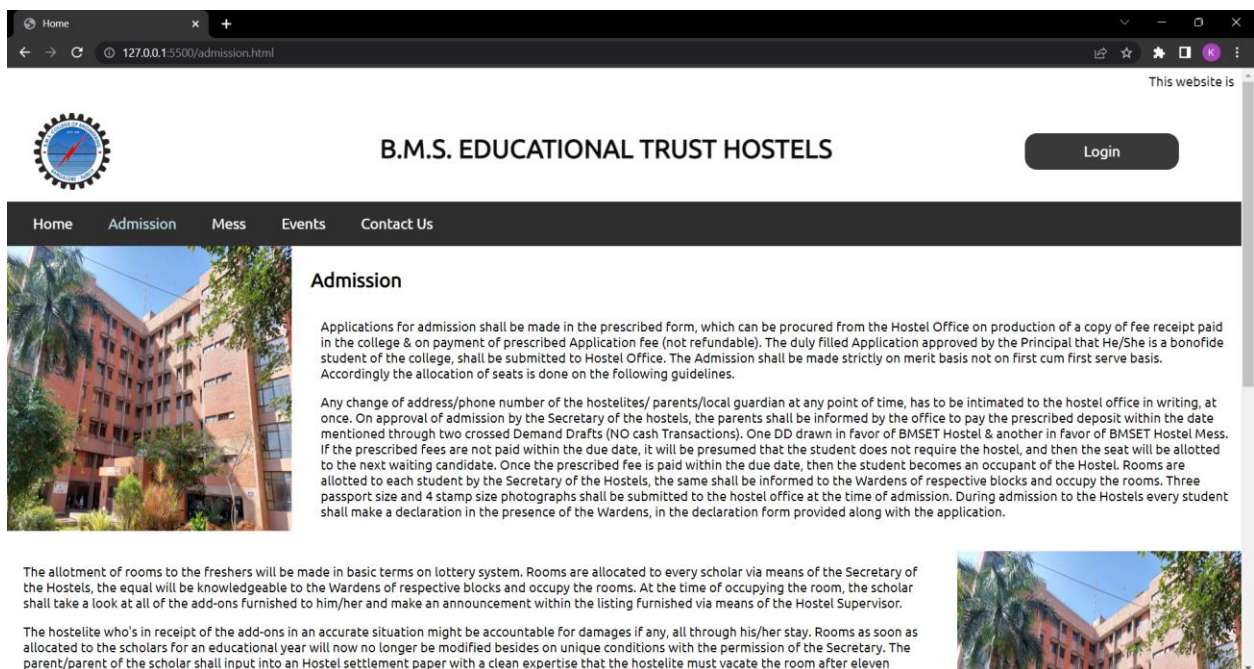 Home
127.0.0.1:5500/admission.html
K
This website is
B.M.S. EDUCATIONAL TRUST HOSTELS
Login
Home Admission Mess Events Contact Us
Admission
Applications for admission shall be made in the prescribed form, which can be procured from the Hostel Office on production of a copy of fee receipt paid
in the college & on payment of prescribed Application fee (not refundable). The duly filled Application approved by the Principal that He/She is a bonofide
student of the college, shall be submitted to Hostel Office. The Admission shall be made strictly on merit basis not on first cum first serve basis.
Accordingly the allocation of seats is done on the following guidelines.
Any change of address/phone number of the hostelites/ parents/local guardian at any point of time, has to be intimated to the hostel office in writing, at
once. On approval of admission by the Secretary of the hostels, the parents shall be informed by the office to pay the prescribed deposit within the date
mentioned through two crossed Demand Drafts (NO cash Transactions). One DD drawn in favor of BMSET Hostel & another in favor of BMSET Hostel Mess.
If the prescribed fees are not paid within the due date, it will be presumed that the student does not require the hostel, and then the seat will be allotted
to the next waiting candidate. Once the prescribed fee is paid within the due date, then the student becomes an occupant of the Hostel. Rooms are
allotted to each student by the Secretary of the Hostels, the same shall be informed to the Wardens of respective blocks and occupy the rooms. Three
passport size and 4 stamp size photographs shall be submitted to the hostel office at the time of admission. During admission to the Hostels every student
shall make a declaration in the presence of the Wardens, in the declaration form provided along with the application.
The allotment of rooms to the freshers will be made in basic terms on lottery system. Rooms are allocated to every scholar via means of the Secretary of
the Hostels, the equal will be knowledgeable to the Wardens of respective blocks and occupy the rooms. At the time of occupying the room, the scholar
shall take a look at all of the add-ons furnished to him/her and make an announcement within the listing furnished via means of the Hostel Supervisor.
The hostelite who's in receipt of the add-ons in an accurate situation might be accountable for damages if any, all through his/her stay. Rooms as soon as
allocated to the scholars for an educational year will now no longer be modified besides on unique conditions with the permission of the Secretary. The
parent/parent of the scholar shall input into an Hostel settlement paper with a clean expertise that the hostelite must vacate the room after eleven